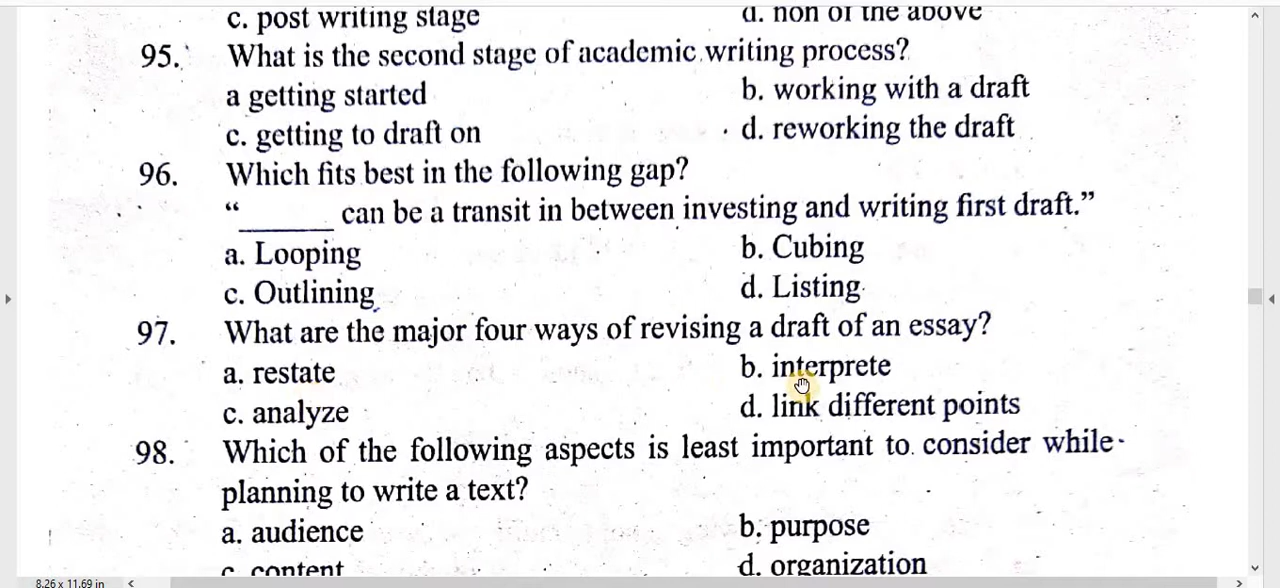 c. post writing stage d. non of the above
95. What is the second stage of academic writing process?
a getting started b. working with a draft
c. getting to draft on d. reworking the draft
96. Which fits best in the following gap?
“______ can be a transit in between investing and writing first draft.”
a. Looping b. Cubing
c. Outlining d. Listing
97. What are the major four ways of revising a draft of an essay?
a. restate b. interprete
c. analyze d. link different points
98. Which of the following aspects is least important to consider while
planning to write a text?
a. audience b. purpose
c. content d. organization
8.26 x 11.69 in